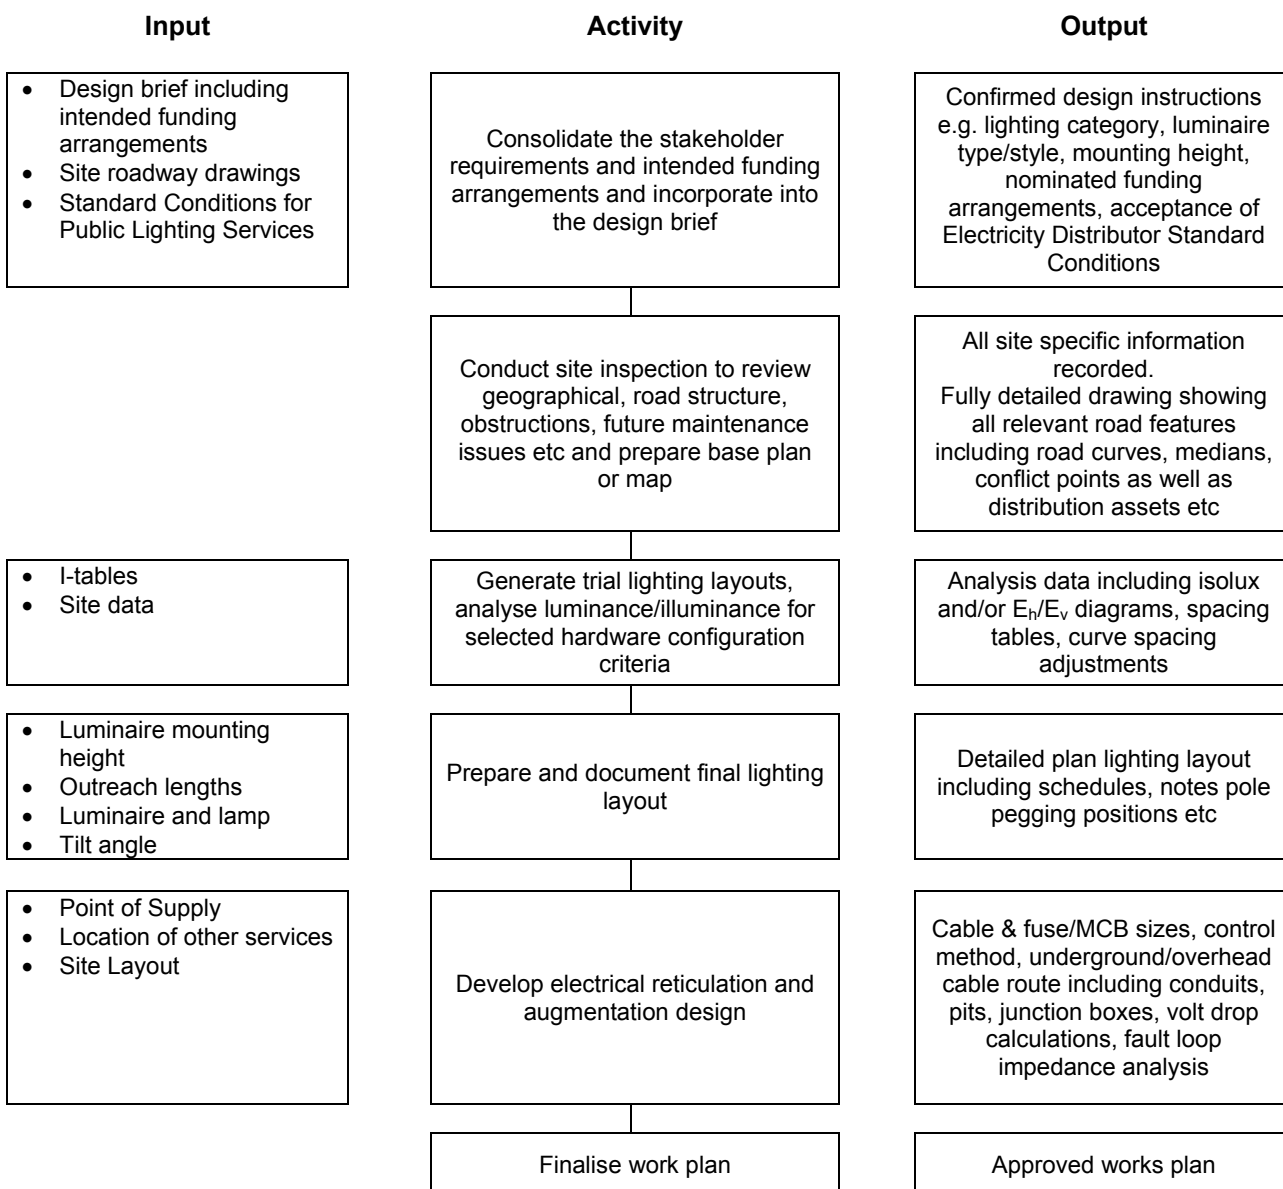 Input
Activity
Output
• Design brief including
intended funding
arrangements
• Site roadway drawings
• Standard Conditions for
Public Lighting Services
Consolidate the stakeholder
requirements and intended funding
arrangements and incorporate into
the design brief
Confirmed design instructions
e.g. lighting category, luminaire
type/style, mounting height,
nominated funding
arrangements, acceptance of
Electricity Distributor Standard
Conditions
Conduct site inspection to review
geographical, road structure,
obstructions, future maintenance
issues etc and prepare base plan
or map
All site specific information
recorded.
Fully detailed drawing showing
all relevant road features
including road curves, medians,
conflict points as well as
distribution assets etc
• I-tables
• Site data
Generate trial lighting layouts,
analyse luminance/illuminance for
selected hardware configuration
criteria
Analysis data including isolux
and/or Eh/Ev diagrams, spacing
tables, curve spacing
adjustments
• Luminaire mounting
height
• Outreach lengths
• Luminaire and lamp
• Tilt angle
Prepare and document final lighting
layout
Detailed plan lighting layout
including schedules, notes pole
pegging positions etc
• Point of Supply
• Location of other services
• Site Layout
Develop electrical reticulation and
augmentation design
Cable & fuse/MCB sizes, control
method, underground/overhead
cable route including conduits,
pits, junction boxes, volt drop
calculations, fault loop
impedance analysis
Finalise work plan
Approved works plan